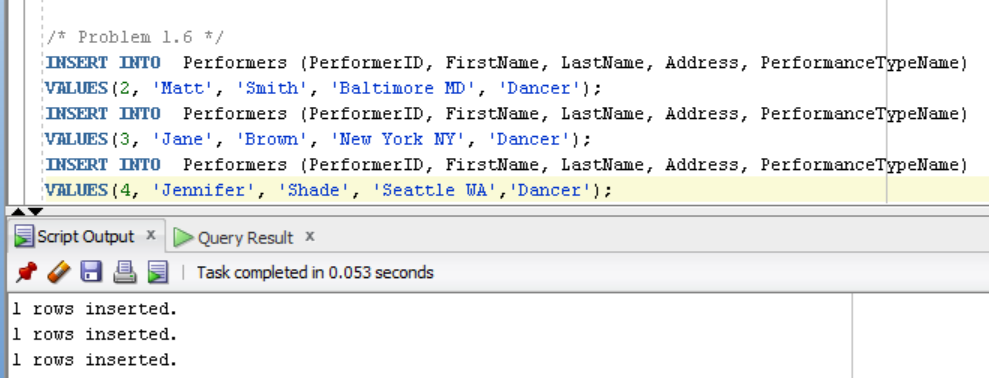 /* Problem 1.6 */
INSERT INTO  Performers (PerformerID, FirstName, LastName, Address, PerformanceTypeName)
VALUES(2, 'Matt', 'Smith', 'Baltimore MD', 'Dancer');
INSERT INTO  Performers (PerformerID, FirstName, LastName, Address, PerformanceTypeName)
VALUES(3, 'Jane', 'Brown', 'New York NY', 'Dancer');
INSERT INTO  Performers (PerformerID, FirstName, LastName, Address, PerformanceTypeName)
VALUES(4, 'Jennifer', 'Shade', 'Seattle WA','Dancer');
Script Output x Query Result x
Task completed in 0.053 seconds
1 rows inserted.
1 rows inserted.
1 rows inserted.